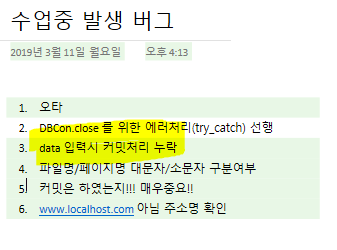 수업중 발생 버그
2019년 3월 11일 월요일 오후 4:13
1. 오타
2. DBCon.close 를 위한 에러처리(try_catch) 선행
3. data 입력시 커밋처리 누락
4. 파일명/페이지명 대문자/소문자 구분여부
5 커밋은 하였는지!!! 매우중요!!
6. www.localhost.com 아님 주소명 확인